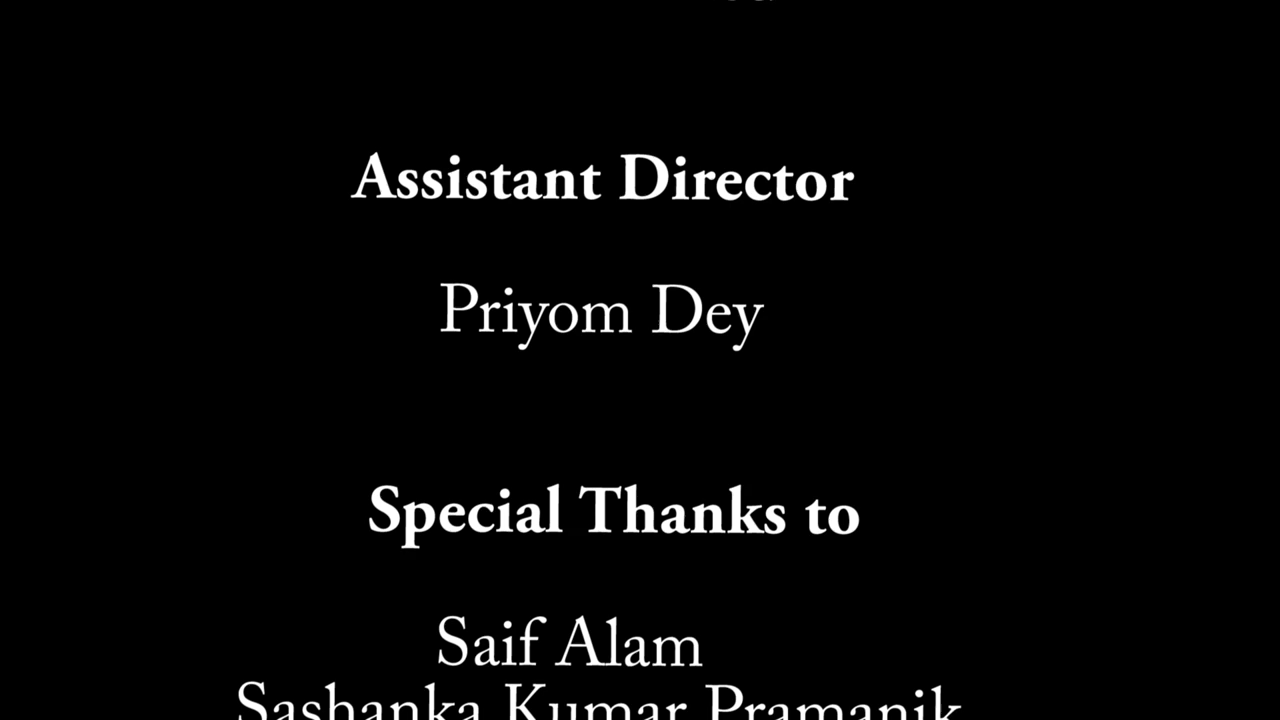 Assistant Director
Priyom Dey
Special Thanks to
Saif Alam
Sashanka Kumar Pramanik